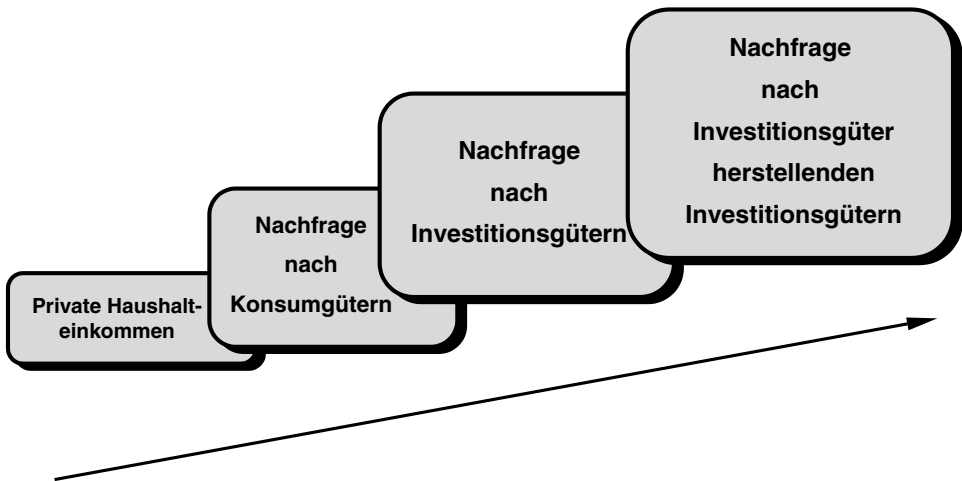 Private Haushalt-
einkommen
Nachfrage
nach
Konsumgütern
Nachfrage
nach
Investitionsgütern
Nachfrage
nach
Investitionsgüter
herstellenden
Investitionsgütern